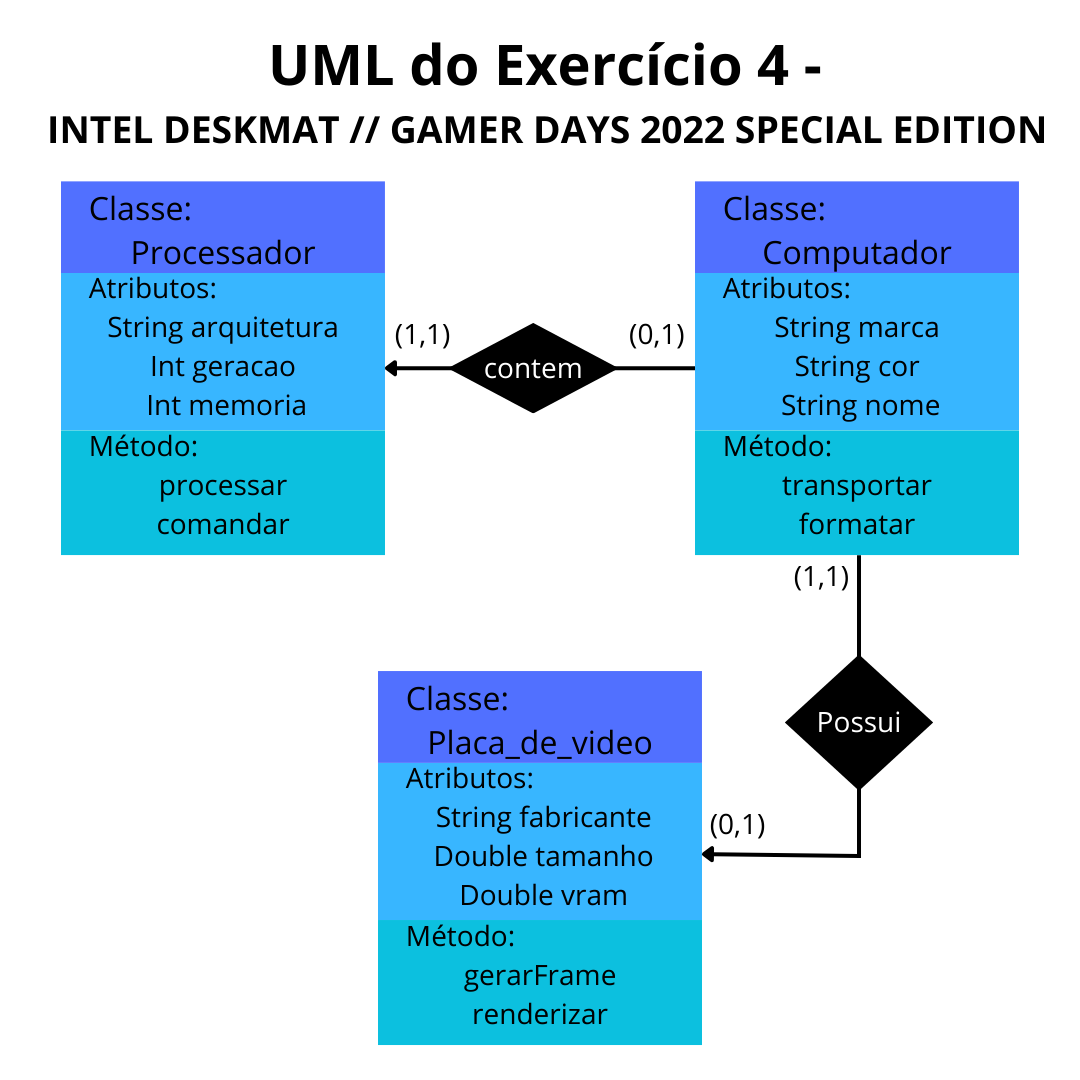 UML do Exercício 4 -
INTEL DESKMAT // GAMER DAYS 2022 SPECIAL EDITION
Classe:
Processador
Atributos:
String arquitetura
Int geracao
Int memoria
Método:
processar
comandar
(1,1)
contem
(0,1)
Classe:
Computador
Atributos:
String marca
String cor
String nome
Método:
transportar
formatar
(1,1)
Possui
(0,1)
Classe:
Placa_de_video
Atributos:
String fabricante
Double tamanho
Double vram
Método:
gerarFrame
renderizar